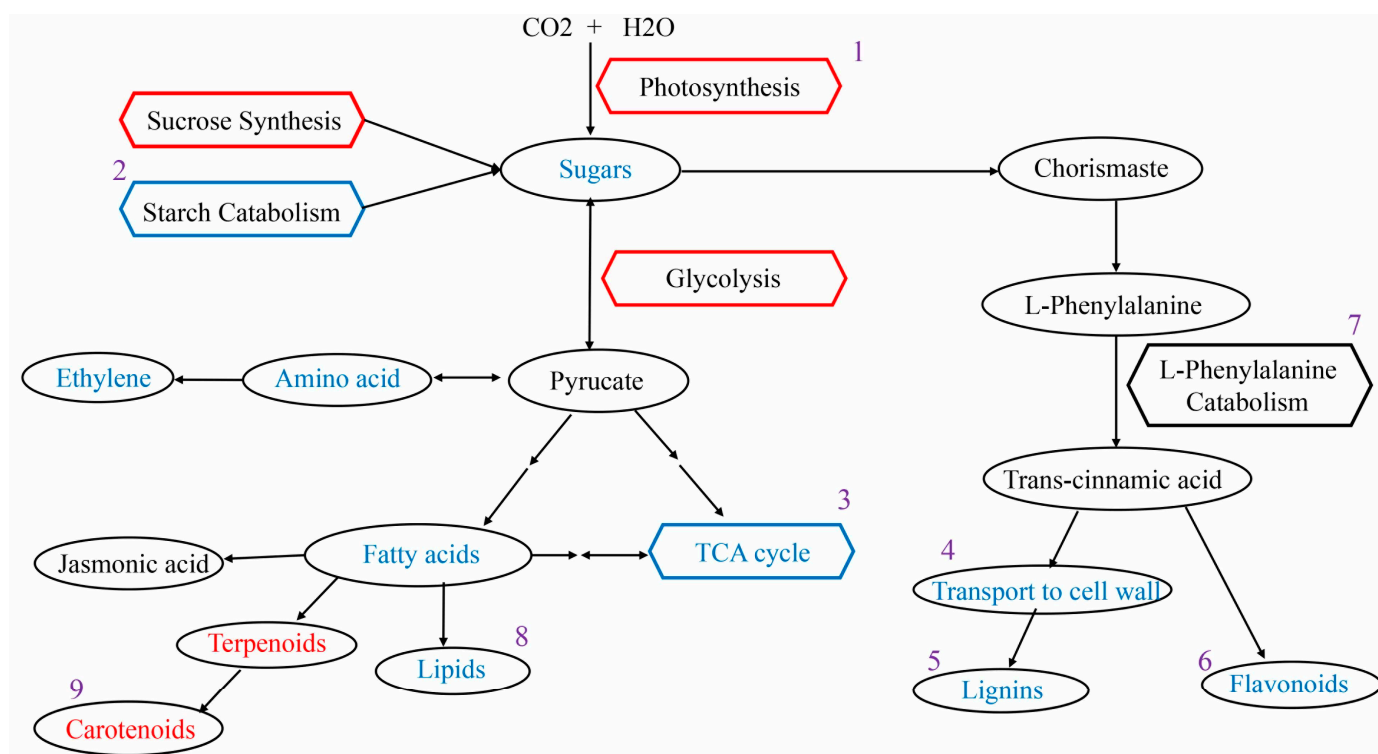 CO2 + H2O
1
Photosynthesis
Sucrose Synthesis
2
Sugars
Chorismaste
Starch Catabolism
Glycolysis
L-Phenylalanine
7
L-Phenylalanine
Catabolism
Ethylene
Amino acid
Pyrucate
Trans-cinnamic acid
3
Jasmonic acid
Fatty acids
TCA cycle
4
Transport to cell wall
Terpenoids
8
Lipids
5
Lignins
6
Flavonoids
9
Carotenoids